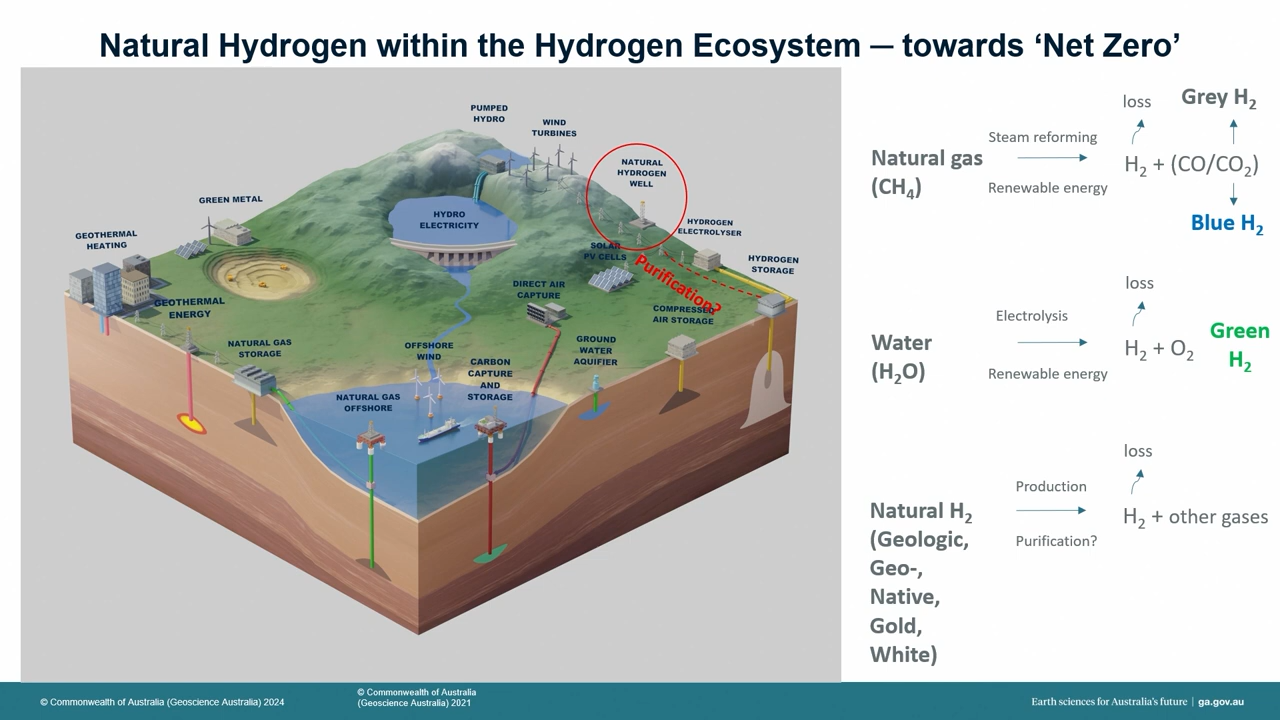 Natural Hydrogen within the Hydrogen Ecosystem — towards ‘Net Zero’
PUMPED
HYDRO
WIND
TURBINES
NATURAL
HYDROGEN
WELL
GREEN METAL
HYDRO
ELECTRICITY
HYDROGEN
ELECTROLYSER
GEOTHERMAL
HEATING
SOLAR
PV CELLS
HYDROGEN
STORAGE
Purification?
DIRECT AIR
CAPTURE
GEOTHERMAL
ENERGY
COMPRESSED
AIR STORAGE
NATURAL GAS
STORAGE
OFFSHORE
WIND
GROUND
WATER
AQUIFER
CARBON
CAPTURE
AND
STORAGE
NATURAL GAS
OFFSHORE
loss
Grey H₂
Steam reforming
Natural gas
(CH₄)
H₂ + (CO/CO₂)
Renewable energy
Blue H₂
loss
Electrolysis
Water
(H₂O)
H₂ + O₂
Green
H₂
Renewable energy
loss
Production
Natural H₂
(Geologic,
Geo-,
Native,
Gold,
White)
H₂ + other gases
Purification?
© Commonwealth of Australia (Geoscience Australia) 2024
© Commonwealth of Australia
(Geoscience Australia) 2021
Earth sciences for Australia’s future | ga.gov.au